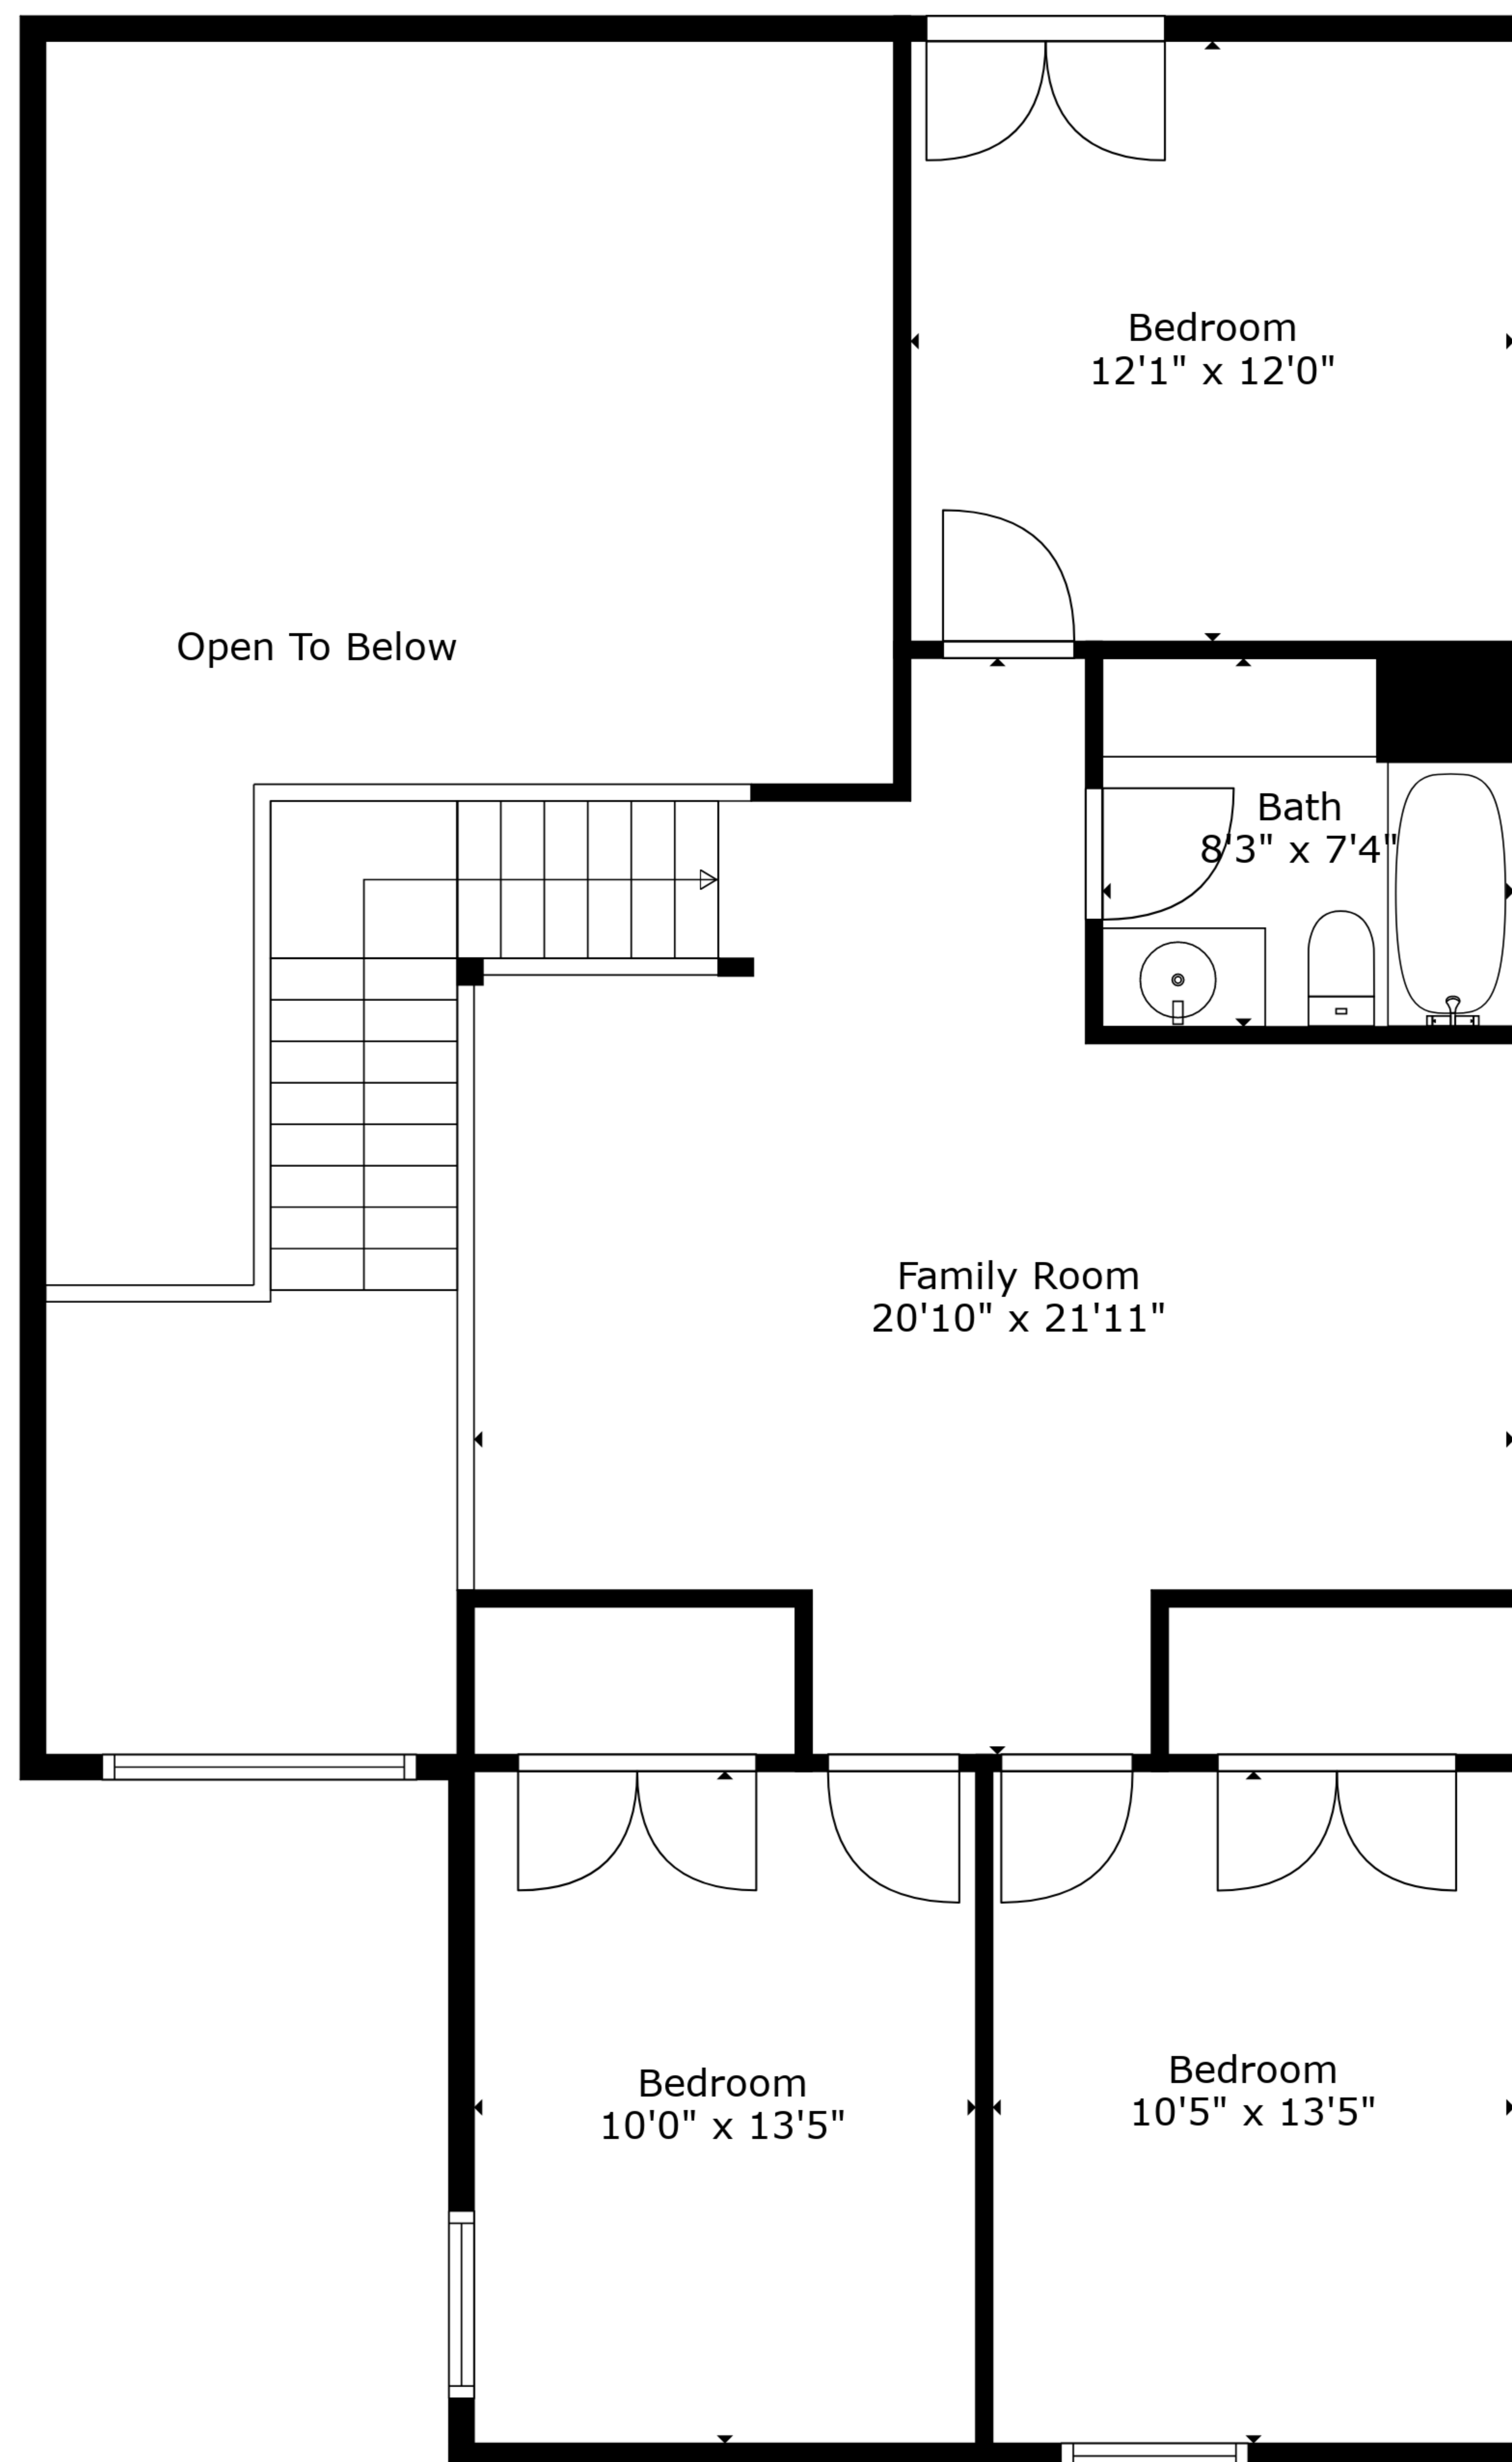 Bedroom
12'1" x 12'0"
Open To Below
Bath
8'3" x 7'4"
Family Room
20'10" x 21'11"
Bedroom
10'0" x 13'5"
Bedroom
10'5" x 13'5"